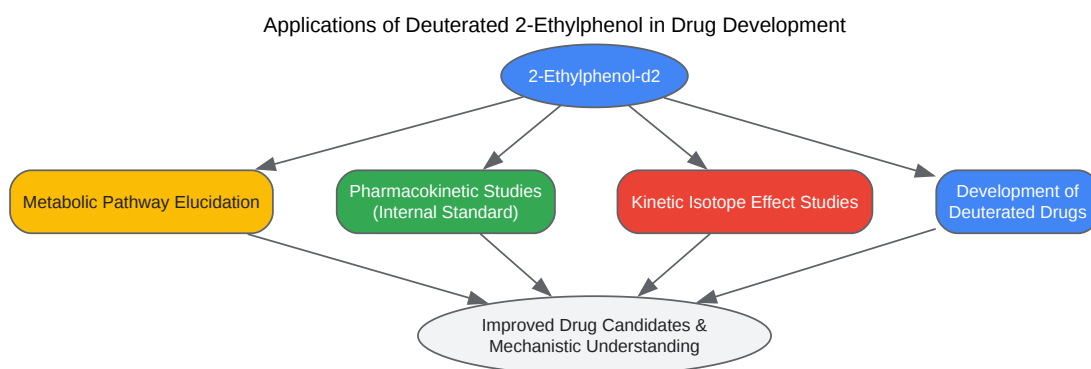 Applications of Deuterated 2-Ethylphenol in Drug Development
2-Ethylphenol-d2
Metabolic Pathway Elucidation
Pharmacokinetic Studies
(Internal Standard)
Kinetic Isotope Effect Studies
Development of
Deuterated Drugs
Improved Drug Candidates &
Mechanistic Understanding